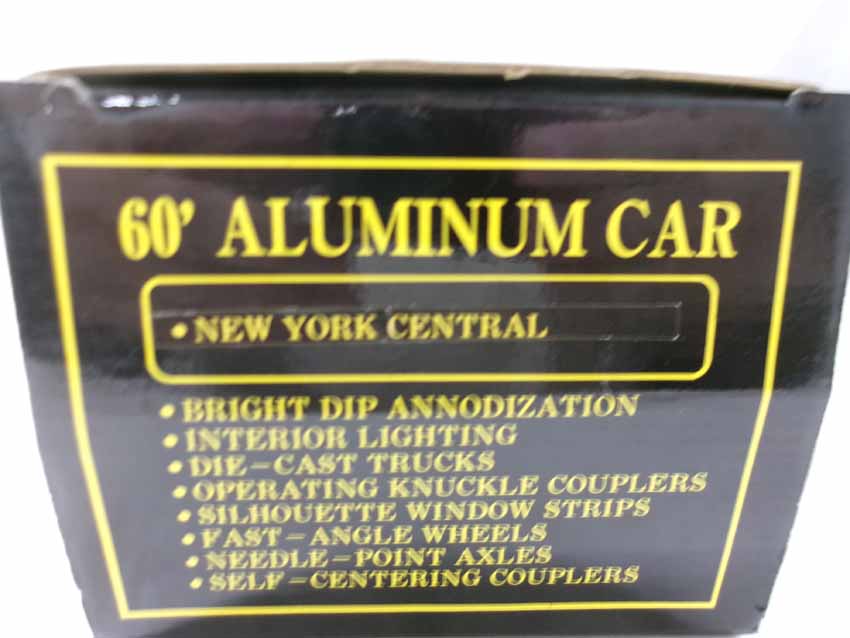 60' ALUMINUM CAR
• NEW YORK CENTRAL
• BRIGHT DIP ANNODIZATION
• INTERIOR LIGHTING
• DIE-CAST TRUCKS
• OPERATING KNUCKLE COUPLERS
• SILHOUETTE WINDOW STRIPS
• FAST-ANGLE WHEELS
• NEEDLE-POINT AXLES
• SELF-CENTERING COUPLERS